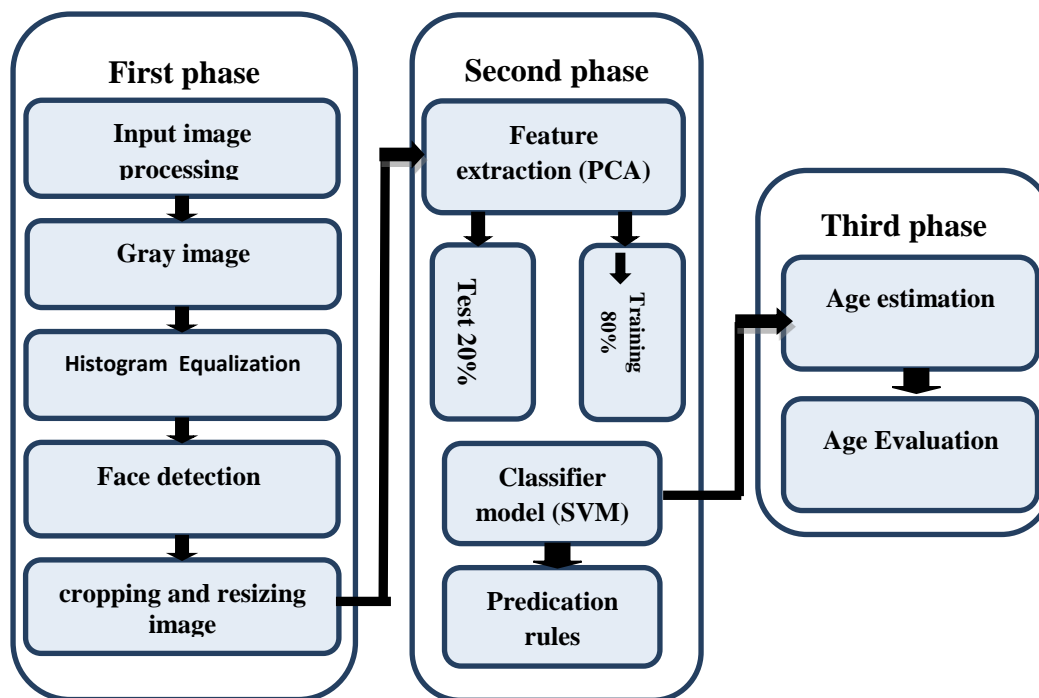 First phase
Input image
processing
Gray image
Histogram Equalization
Face detection
cropping and resizing
image
Second phase
Feature
extraction (PCA)
Test 20%
Training
80%
Classifier
model (SVM)
Predication
rules
Third phase
Age estimation
Age Evaluation